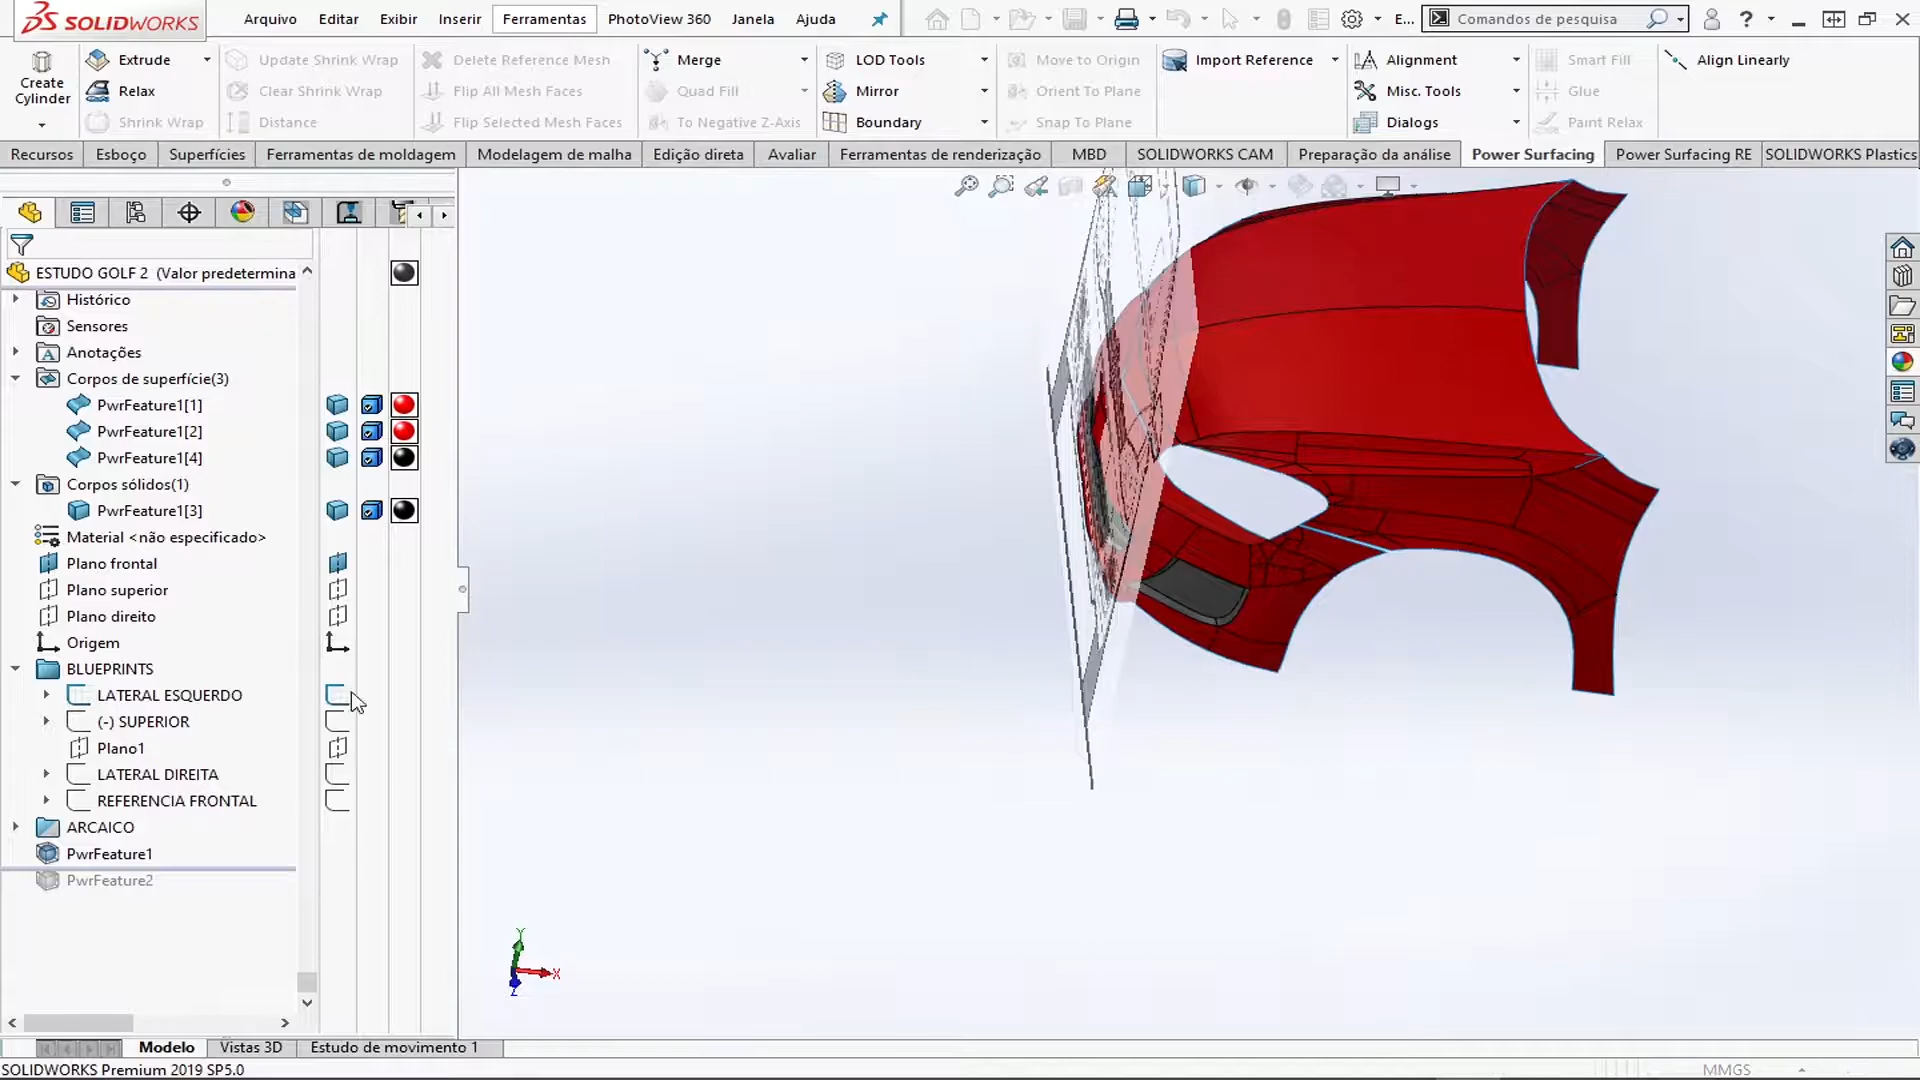 SOLIDWORKS
Arquivo Editar Exibir Inserir Ferramentas PhotoView 360 Janela Ajuda E... Comandos de pesquisa ?
Create Cylinder
Extrude Update Shrink Wrap Delete Reference Mesh Merge LOD Tools Move to Origin Import Reference Alignment Smart Fill Align Linearly
Relax Clear Shrink Wrap Flip All Mesh Faces Quad Fill Mirror Orient To Plane Misc. Tools Glue
Shrink Wrap Distance Flip Selected Mesh Faces To Negative Z-Axis Boundary Snap To Plane Dialogs Paint Relax
Recursos Esboço Superfícies Ferramentas de moldagem Modelagem de malha Edição direta Avaliar Ferramentas de renderização MBD SOLIDWORKS CAM Preparação da análise Power Surfacing Power Surfacing RE SOLIDWORKS Plastics
ESTUDO GOLF 2 (Valor predetermina
Histórico
Sensores
Anotações
Corpos de superfície(3)
PwrFeature1[1]
PwrFeature1[2]
PwrFeature1[4]
Corpos sólidos(1)
PwrFeature1[3]
Material <não especificado>
Plano frontal
Plano superior
Plano direito
Origem
BLUEPRINTS
LATERAL ESQUERDO
(-) SUPERIOR
Plano1
LATERAL DIREITA
REFERENCIA FRONTAL
ARCAICO
PwrFeature1
PwrFeature2
Y
X
Z
Modelo Vistas 3D Estudo de movimento 1
SOLIDWORKS Premium 2019 SP5.0 MMGS